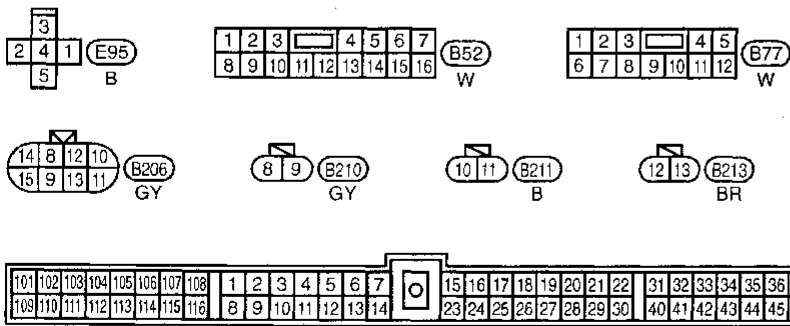 3
2 4 1 E95
5 B
1 2 3 4 5 6 7 B52
8 9 10 11 12 13 14 15 16 W
1 2 3 4 5 B77
6 7 8 9 10 11 12 W
14 8 12 10 B206
15 9 13 11 GY
8 9 B210
GY
10 11 B211
B
12 13 B213
BR
101 102 103 104 105 106 107 108 1 2 3 4 5 6 7 15 16 17 18 19 20 21 22 31 32 33 34 35 36
109 110 111 112 113 114 115 116 8 9 10 11 12 13 14 23 24 25 26 27 28 29 30 40 41 42 43 44 45